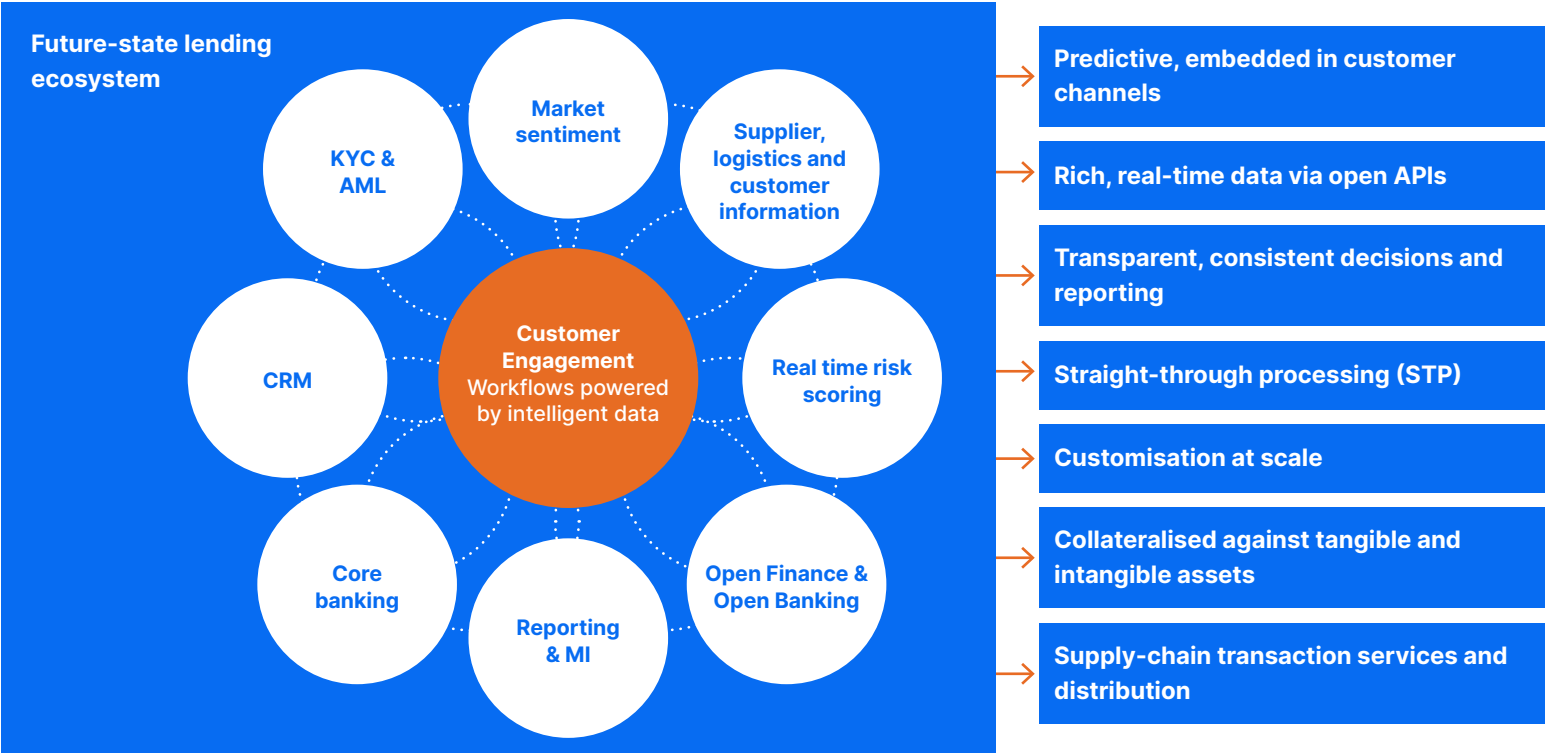 Future-state lending
ecosystem
Market
sentiment
KYC &
AML
Supplier,
logistics and
customer
information
CRM
Customer
Engagement
Workflows powered
by intelligent data
Real time risk
scoring
Core
banking
Reporting
& MI
Open Finance &
Open Banking
Predictive, embedded in customer
channels
Rich, real-time data via open APIs
Transparent, consistent decisions and
reporting
Straight-through processing (STP)
Customisation at scale
Collateralised against tangible and
intangible assets
Supply-chain transaction services and
distribution